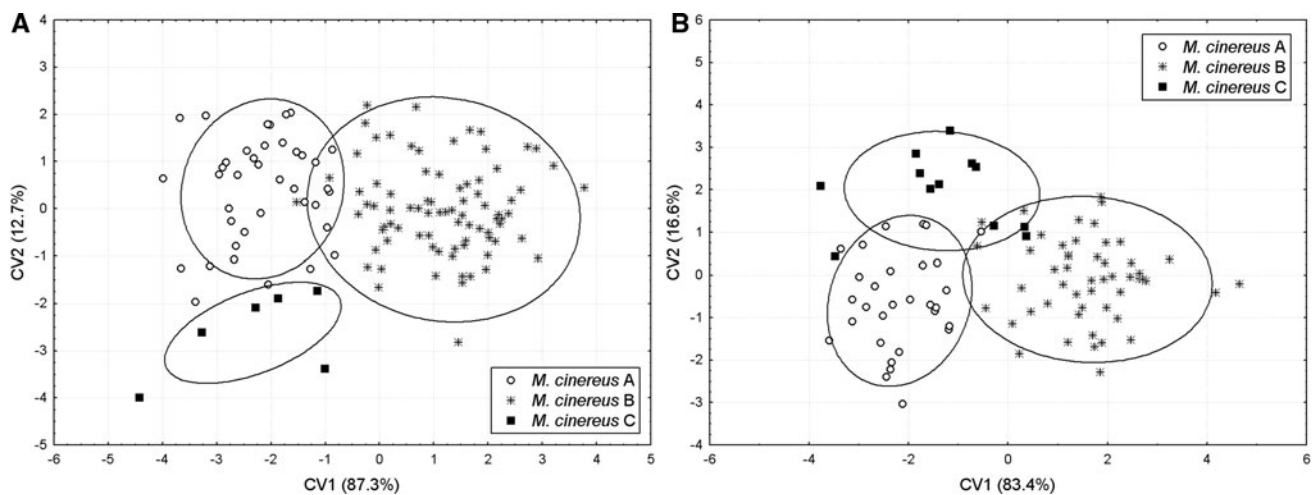 A
CV2 (12.7%)
4
3
2
1
0
-1
-2
-3
-4
-5
-6 -5 -4 -3 -2 -1 0 1 2 3 4 5
CV1 (87.3%)
M. cinereus A
M. cinereus B
M. cinereus C
B
CV2 (16.6%)
6
5
4
3
2
1
0
-1
-2
-3
-4
-6 -4 -2 0 2 4 6
CV1 (83.4%)
M. cinereus A
M. cinereus B
M. cinereus C